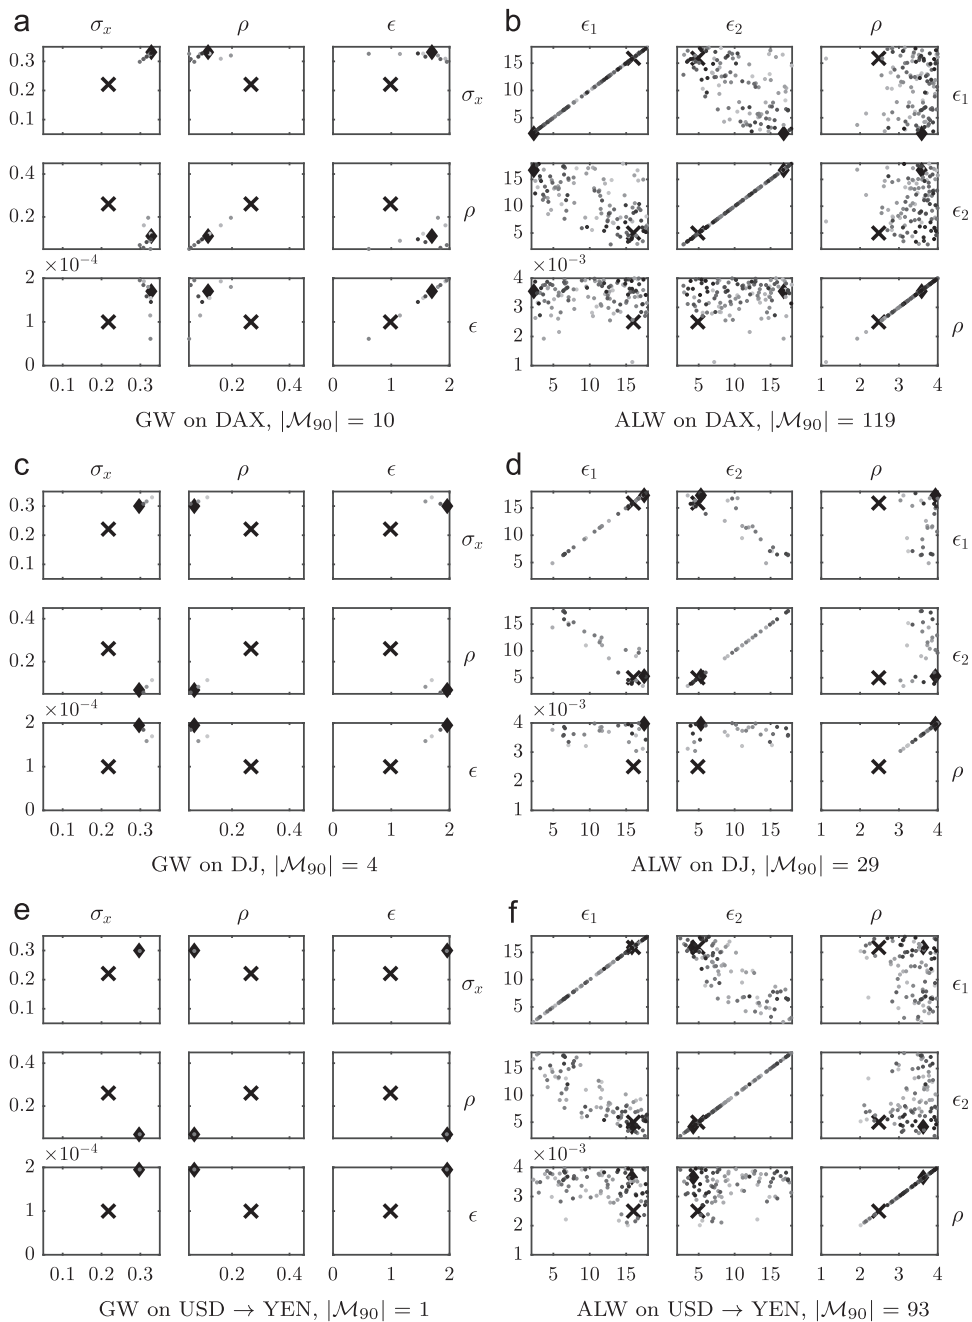 a
σx ρ ϵ
0.3
0.2
0.1
σx
0.4
0.2
ρ
×10−4
2
1
0
ϵ
0.1 0.2 0.3 0.2 0.4 0 1 2
GW on DAX, |M90| = 10
b
ϵ1 ϵ2 ρ
15
10
5
ϵ1
15
10
5
ϵ2
×10−3
4
3
2
1
ρ
5 10 15 5 10 15 1 2 3 4
ALW on DAX, |M90| = 119
c
σx ρ ϵ
0.3
0.2
0.1
σx
0.4
0.2
ρ
×10−4
2
1
0
ϵ
0.1 0.2 0.3 0.2 0.4 0 1 2
GW on DJ, |M90| = 4
d
ϵ1 ϵ2 ρ
15
10
5
ϵ1
15
10
5
ϵ2
×10−3
4
3
2
1
ρ
5 10 15 5 10 15 1 2 3 4
ALW on DJ, |M90| = 29
e
σx ρ ϵ
0.3
0.2
0.1
σx
0.4
0.2
ρ
×10−4
2
1
0
ϵ
0.1 0.2 0.3 0.2 0.4 0 1 2
GW on USD → YEN, |M90| = 1
f
ϵ1 ϵ2 ρ
15
10
5
ϵ1
15
10
5
ϵ2
×10−3
4
3
2
1
ρ
5 10 15 5 10 15 1 2 3 4
ALW on USD → YEN, |M90| = 93